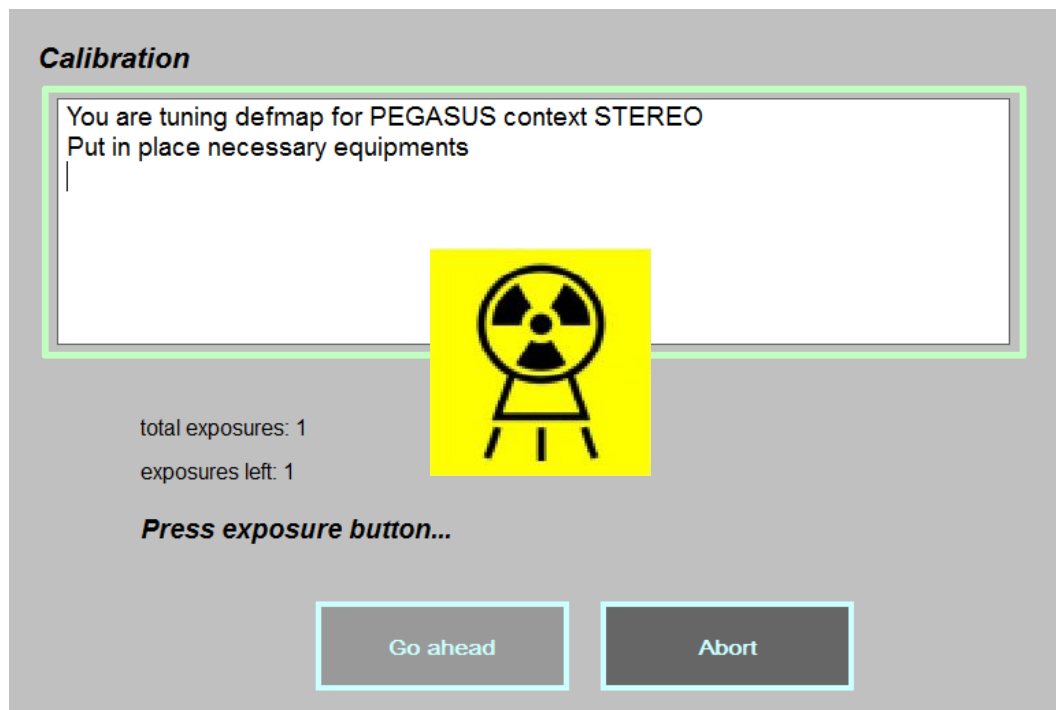 Calibration
You are tuning defmap for PEGASUS context STEREO
Put in place necessary equipments
total exposures: 1
exposures left: 1
Press exposure button...
Go ahead
Abort